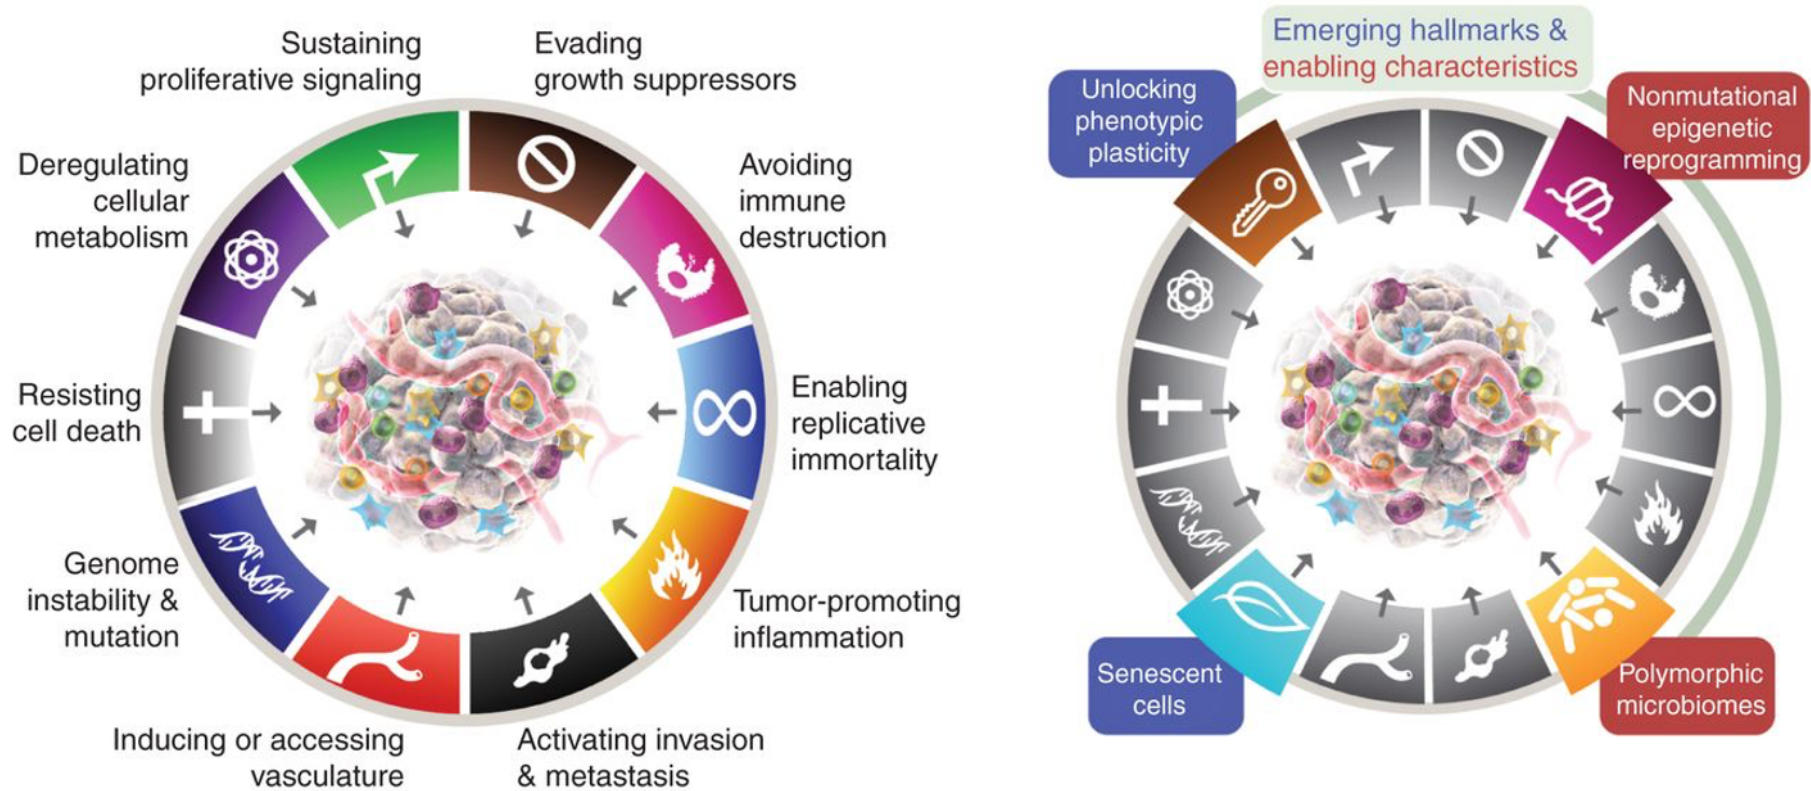 Sustaining
proliferative signaling
Evading
growth suppressors
Deregulating
cellular
metabolism
Avoiding
immune
destruction
Resisting
cell death
Enabling
replicative
immortality
Genome
instability &
mutation
Tumor-promoting
inflammation
Inducing or accessing
vasculature
Activating invasion
& metastasis
Emerging hallmarks &
enabling characteristics
Unlocking
phenotypic
plasticity
Nonmutational
epigenetic
reprogramming
Senescent
cells
Polymorphic
microbiomes